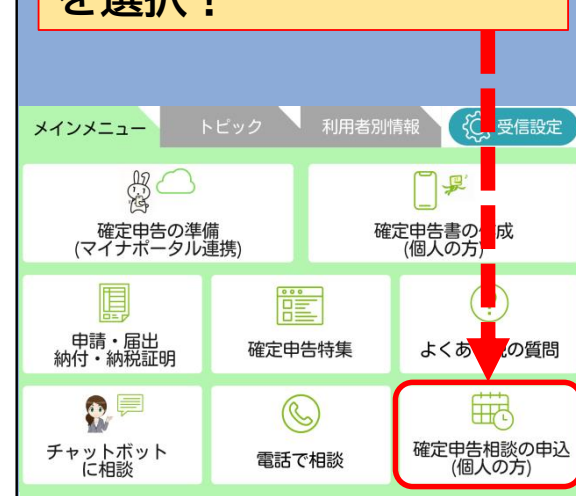 を選択！
メインメニュー
トピック
利用者別情報
受信設定
確定申告の準備
(マイナポータル連携)
確定申告書の作成
(個人の方)
申請・届出
納付・納税証明
確定申告特集
よくある税の質問
チャットボット
に相談
電話で相談
確定申告相談の申込
(個人の方)